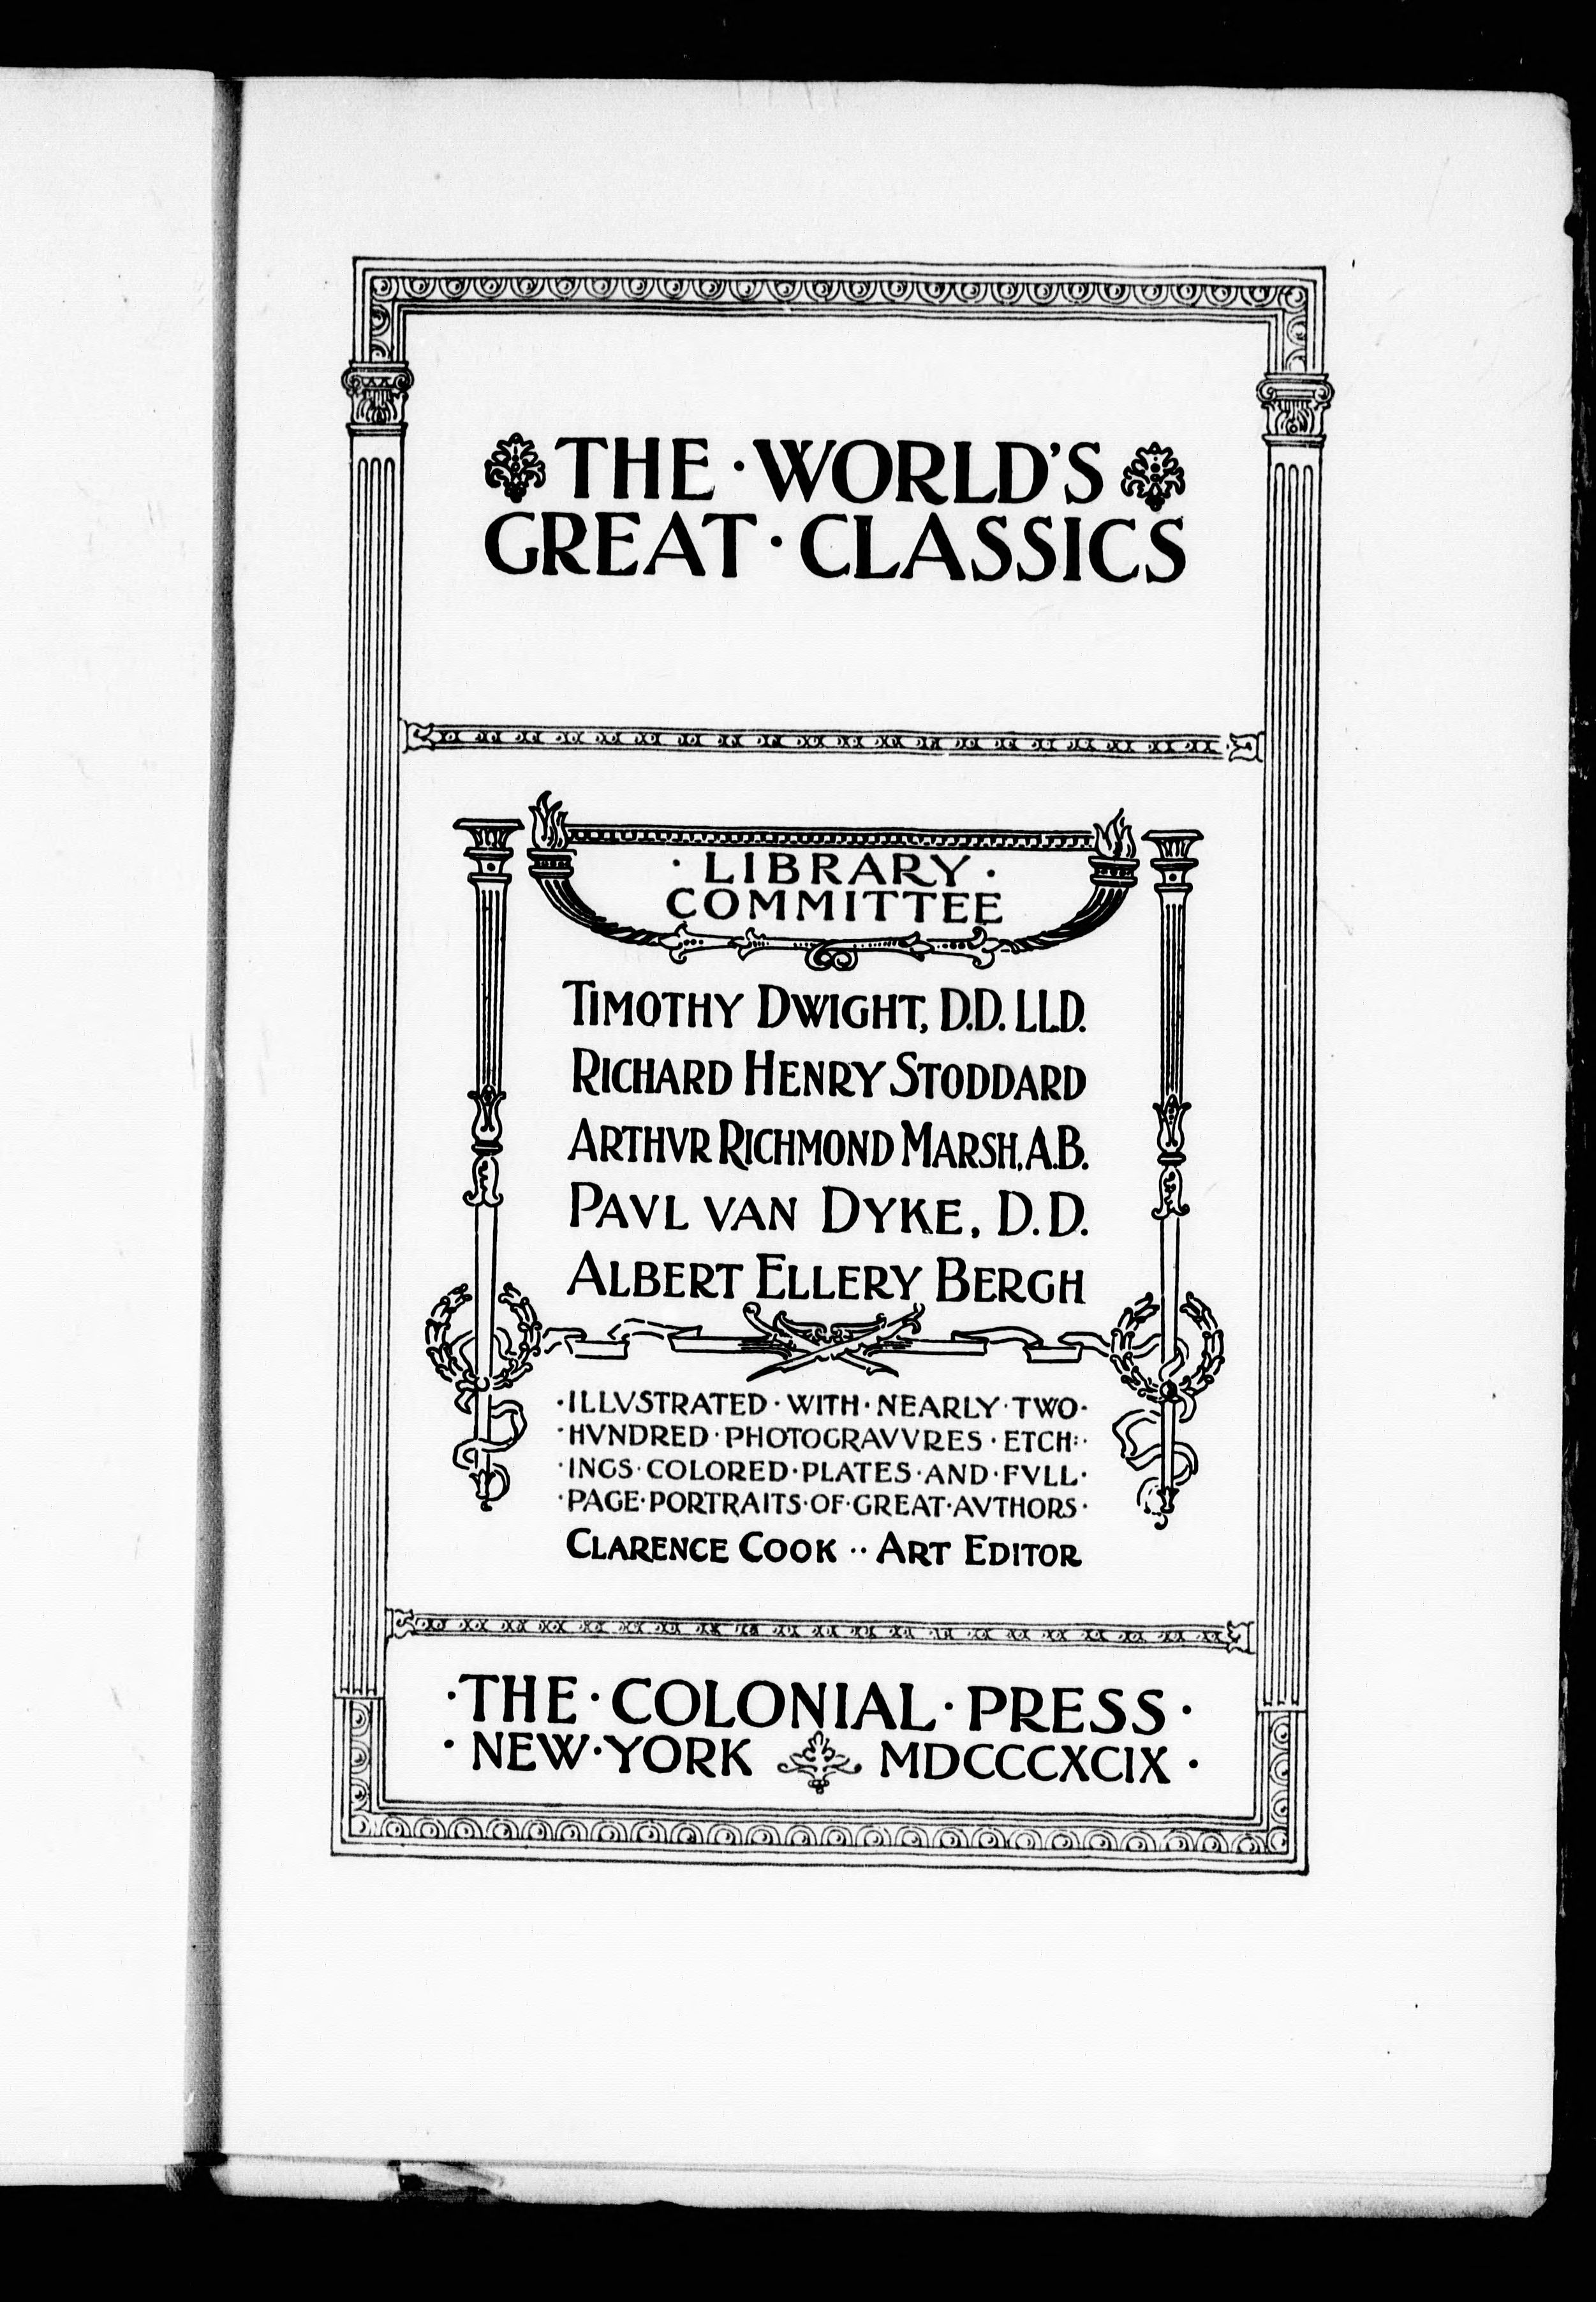 THE · WORLD'S
GREAT · CLASSICS
· LIBRARY ·
COMMITTEE
TIMOTHY DWIGHT, D.D. LL.D.
RICHARD HENRY STODDARD
ARTHVR RICHMOND MARSH, A.B.
PAVL VAN DYKE, D.D.
ALBERT ELLERY BERGH
·ILLVSTRATED·WITH·NEARLY·TWO·
·HVNDRED·PHOTOGRAVVRES·ETCH:·
·INGS·COLORED·PLATES·AND·FVLL·
·PAGE·PORTRAITS·OF·GREAT·AVTHORS·
CLARENCE COOK ·· ART EDITOR
·THE·COLONIAL·PRESS·
·NEW·YORK MDCCCXCIX·